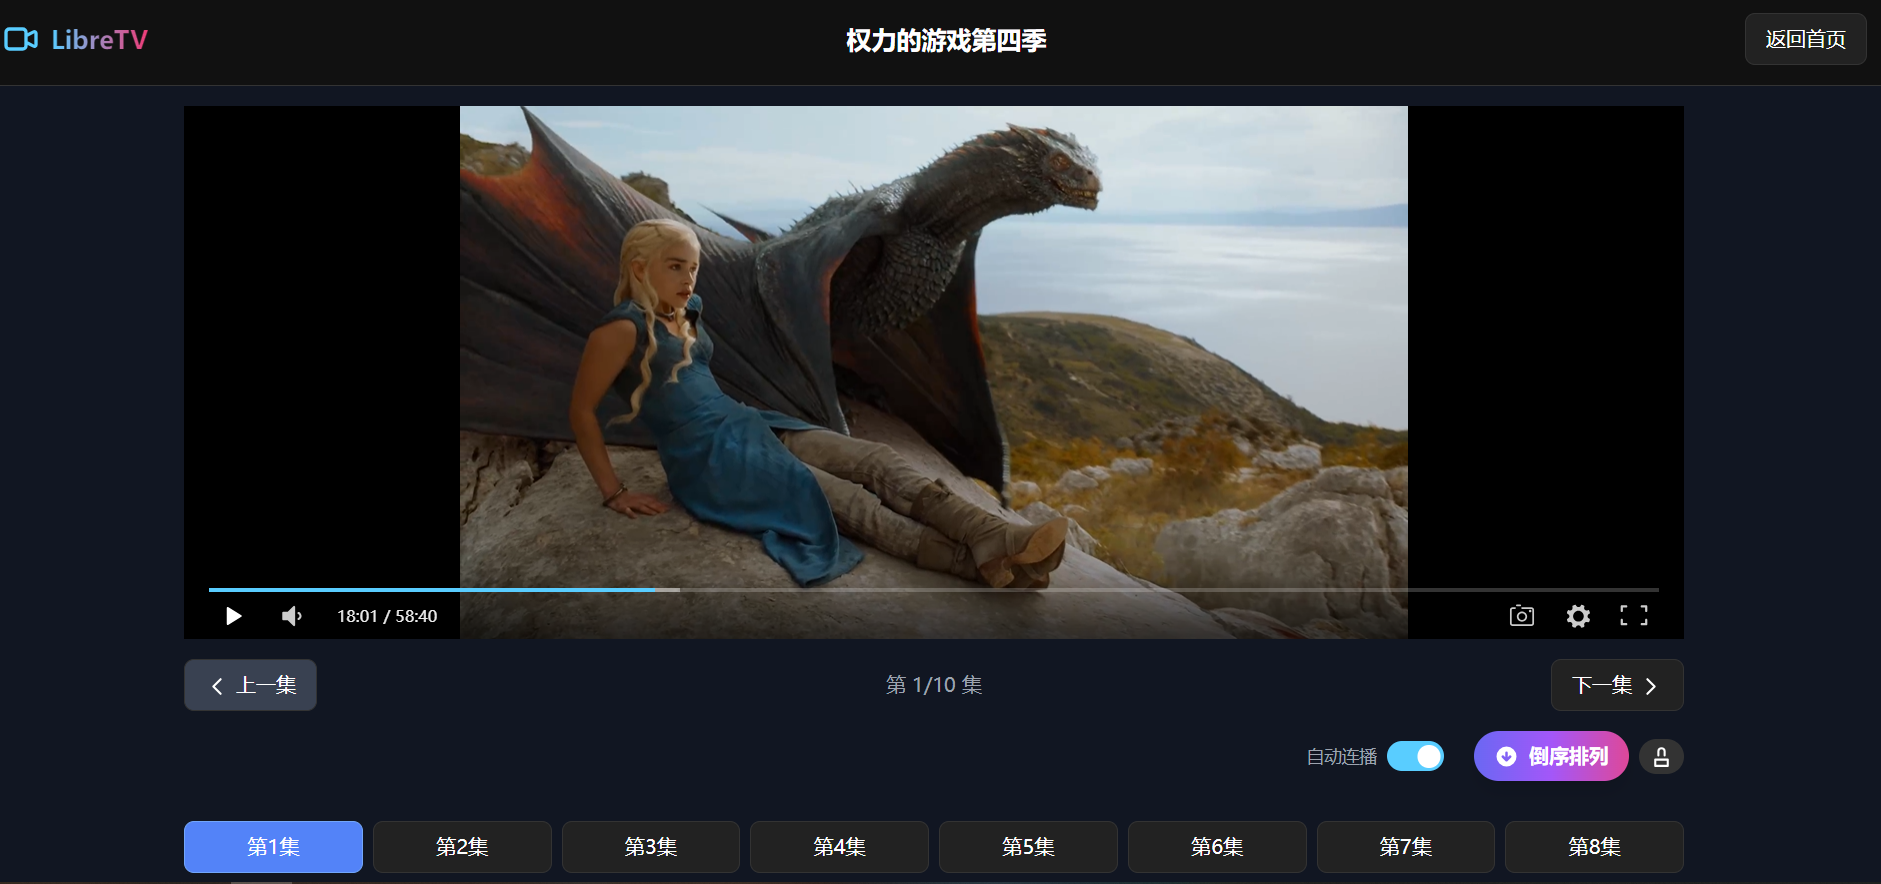 LibreTV
权力的游戏第四季
返回首页
18:01 / 58:40
上一集
第 1/10 集
下一集
自动连播
倒序排列
第1集
第2集
第3集
第4集
第5集
第6集
第7集
第8集